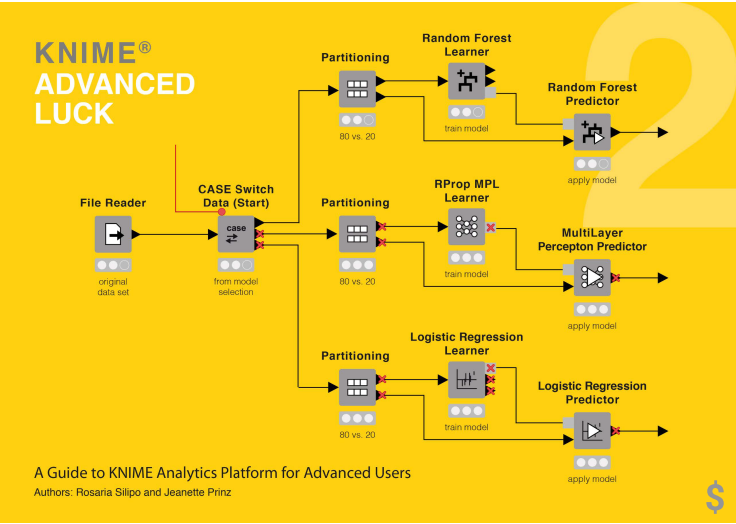 KNIME®
ADVANCED
LUCK
2
Random Forest
Learner
train model
Partitioning
80 vs. 20
Random Forest
Predictor
apply model
File Reader
original
data set
CASE Switch
Data (Start)
case
from model
selection
Partitioning
80 vs. 20
RProp MPL
Learner
train model
MultiLayer
Percepton Predictor
apply model
Partitioning
80 vs. 20
Logistic Regression
Learner
train model
Logistic Regression
Predictor
apply model
A Guide to KNIME Analytics Platform for Advanced Users
Authors: Rosaria Silipo and Jeanette Prinz
$